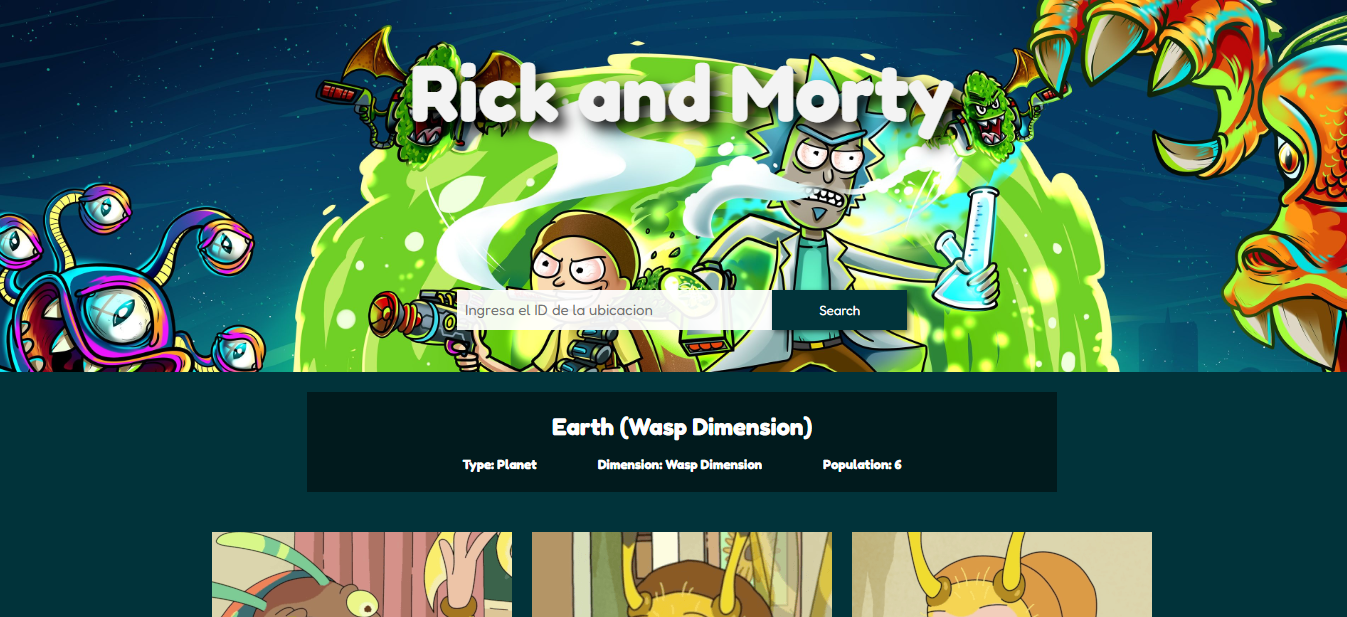 Rick and Morty
Ingresa el ID de la ubicacion
Search
Earth (Wasp Dimension)
Type: Planet
Dimension: Wasp Dimension
Population: 6